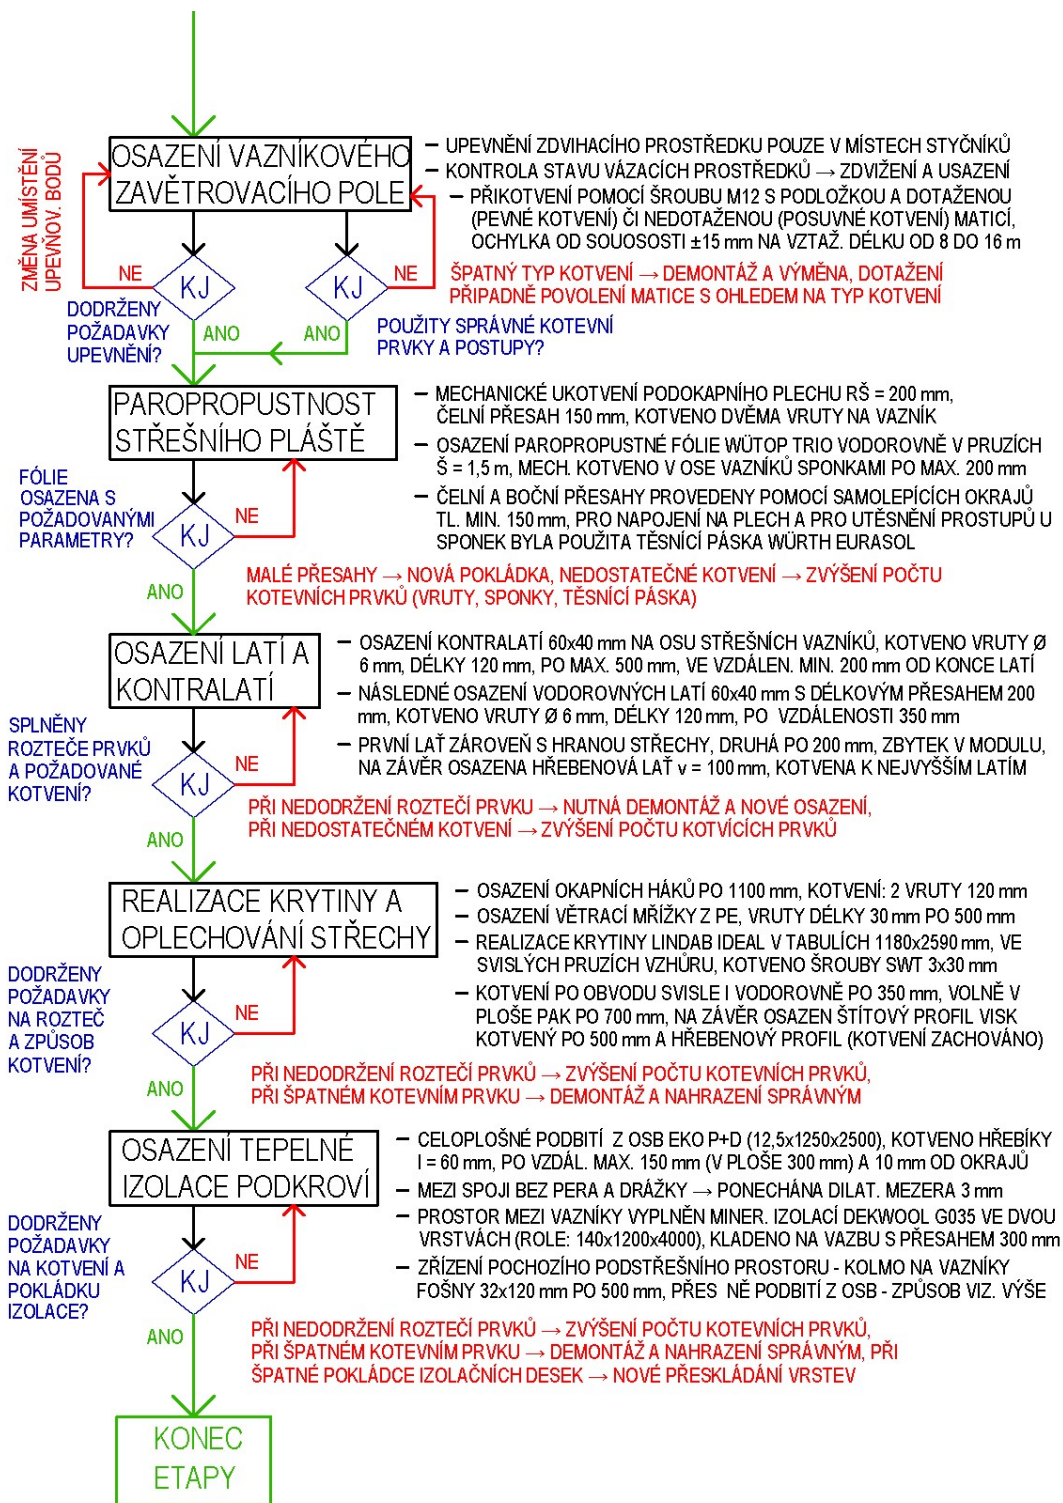 OSAZENÍ VAZNÍKOVÉHO
ZAVĚTROVACÍHO POLE
– UPEVNĚNÍ ZDVIHACÍHO PROSTŘEDKU POUZE V MÍSTECH STYČNÍKŮ
– KONTROLA STAVU VÁZACÍCH PROSTŘEDKŮ → ZDVIŽENÍ A USAZENÍ
– PŘIKOTVENÍ POMOCÍ ŠROUBU M12 S PODLOŽKOU A DOTAŽENOU
(PEVNÉ KOTVENÍ) ČI NEDOTAŽENOU (POSUVNÉ KOTVENÍ) MATICÍ,
OCHYLKA OD SOUOSOSTI ±15 mm NA VZTAŽ. DÉLKU OD 8 DO 16 m
ZMĚNA UMÍSTĚNÍ
UPEVŇOV. BODŮ
NE
KJ
KJ
NE
ŠPATNÝ TYP KOTVENÍ → DEMONTÁŽ A VÝMĚNA, DOTAŽENÍ
PŘIPADNĚ POVOLENÍ MATICE S OHLEDEM NA TYP KOTVENÍ
DODRŽENY
POŽADAVKY
UPEVNĚNÍ?
ANO
ANO
POUŽITY SPRÁVNÉ KOTEVNÍ
PRVKY A POSTUPY?
PAROPROPUSTNOST
STŘEŠNÍHO PLÁŠTĚ
– MECHANICKÉ UKOTVENÍ PODOKAPNÍHO PLECHU RŠ = 200 mm,
ČELNÍ PŘESAH 150 mm, KOTVENO DVĚMA VRUTY NA VAZNÍK
– OSAZENÍ PAROPROPUSTNÉ FÓLIE WÜTOP TRIO VODOROVNĚ V PRUZÍCH
Š = 1,5 m, MECH. KOTVENO V OSE VAZNÍKŮ SPONKAMI PO MAX. 200 mm
– ČELNÍ A BOČNÍ PŘESAHY PROVEDENY POMOCÍ SAMOLEPÍCÍCH OKRAJŮ
TL. MIN. 150 mm, PRO NAPOJENÍ NA PLECH A PRO UTĚSNĚNÍ PROSTUPŮ U
SPONEK BYLA POUŽITA TĚSNÍCÍ PÁSKA WÜRTH EURASOL
FÓLIE
OSAZENA S
POŽADOVANÝMI
PARAMETRY?
KJ
NE
ANO
MALÉ PŘESAHY → NOVÁ POKLÁDKA, NEDOSTATEČNÉ KOTVENÍ → ZVÝŠENÍ POČTU
KOTEVNÍCH PRVKŮ (VRUTY, SPONKY, TĚSNÍCÍ PÁSKA)
OSAZENÍ LATÍ A
KONTRALATÍ
– OSAZENÍ KONTRALATÍ 60x40 mm NA OSU STŘEŠNÍCH VAZNÍKŮ, KOTVENO VRUTY Ø
6 mm, DÉLKY 120 mm, PO MAX. 500 mm, VE VZDÁLEN. MIN. 200 mm OD KONCE LATÍ
– NÁSLEDNÉ OSAZENÍ VODOROVNÝCH LATÍ 60x40 mm S DÉLKOVÝM PŘESAHEM 200
mm, KOTVENO VRUTY Ø 6 mm, DÉLKY 120 mm, PO VZDÁLENOSTI 350 mm
– PRVNÍ LAŤ ZÁROVEŇ S HRANOU STŘECHY, DRUHÁ PO 200 mm, ZBYTEK V MODULU,
NA ZÁVĚR OSAZENA HŘEBENOVÁ LAŤ v = 100 mm, KOTVENA K NEJVYŠŠÍM LATÍM
SPLNĚNY
ROZTEČE PRVKŮ
A POŽADOVANÉ
KOTVENÍ?
KJ
NE
ANO
PŘI NEDODRŽENÍ ROZTEČÍ PRVKU → NUTNÁ DEMONTÁŽ A NOVÉ OSAZENÍ,
PŘI NEDOSTATEČNÉM KOTVENÍ → ZVÝŠENÍ POČTU KOTVÍCÍCH PRVKŮ
REALIZACE KRYTINY A
OPLECHOVÁNÍ STŘECHY
– OSAZENÍ OKAPNÍCH HÁKŮ PO 1100 mm, KOTVENÍ: 2 VRUTY 120 mm
– OSAZENÍ VĚTRACÍ MŘÍŽKY Z PE, VRUTY DÉLKY 30 mm PO 500 mm
– REALIZACE KRYTINY LINDAB IDEAL V TABULÍCH 1180x2590 mm, VE
SVISLÝCH PRUZÍCH VZHŮRU, KOTVENO ŠROUBY SWT 3x30 mm
– KOTVENÍ PO OBVODU SVISLE I VODOROVNĚ PO 350 mm, VOLNĚ V
PLOŠE PAK PO 700 mm, NA ZÁVĚR OSAZEN ŠTÍTOVÝ PROFIL VISK
KOTVENÝ PO 500 mm A HŘEBENOVÝ PROFIL (KOTVENÍ ZACHOVÁNO)
DODRŽENY
POŽADAVKY
NA ROZTEČ
A ZPŮSOB
KOTVENÍ?
KJ
NE
ANO
PŘI NEDODRŽENÍ ROZTEČÍ PRVKŮ → ZVÝŠENÍ POČTU KOTEVNÍCH PRVKŮ,
PŘI ŠPATNÉM KOTEVNÍM PRVKU → DEMONTÁŽ A NAHRAZENÍ SPRÁVNÝM
OSAZENÍ TEPELNÉ
IZOLACE PODKROVÍ
– CELOPLOŠNÉ PODBITÍ Z OSB EKO P+D (12,5x1250x2500), KOTVENO HŘEBÍKY
l = 60 mm, PO VZDÁL. MAX. 150 mm (V PLOŠE 300 mm) A 10 mm OD OKRAJŮ
– MEZI SPOJI BEZ PERA A DRÁŽKY → PONECHÁNA DILAT. MEZERA 3 mm
– PROSTOR MEZI VAZNÍKY VYPLNĚN MINER. IZOLACÍ DEKWOOL G035 VE DVOU
VRSTVÁCH (ROLE: 140x1200x4000), KLADENO NA VAZBU S PŘESAHEM 300 mm
– ZŘÍZENÍ POCHOZÍHO PODSTŘEŠNÍHO PROSTORU - KOLMO NA VAZNÍKY
FOŠNY 32x120 mm PO 500 mm, PŘES NĚ PODBITÍ Z OSB - ZPŮSOB VIZ. VÝŠE
DODRŽENY
POŽADAVKY
NA KOTVENÍ A
POKLÁDKU
IZOLACE?
KJ
NE
ANO
PŘI NEDODRŽENÍ ROZTEČÍ PRVKŮ → ZVÝŠENÍ POČTU KOTEVNÍCH PRVKŮ,
PŘI ŠPATNÉM KOTEVNÍM PRVKU → DEMONTÁŽ A NAHRAZENÍ SPRÁVNÝM, PŘI
ŠPATNÉ POKLÁDCE IZOLAČNÍCH DESEK → NOVÉ PŘESKLÁDÁNÍ VRSTEV
KONEC
ETAPY